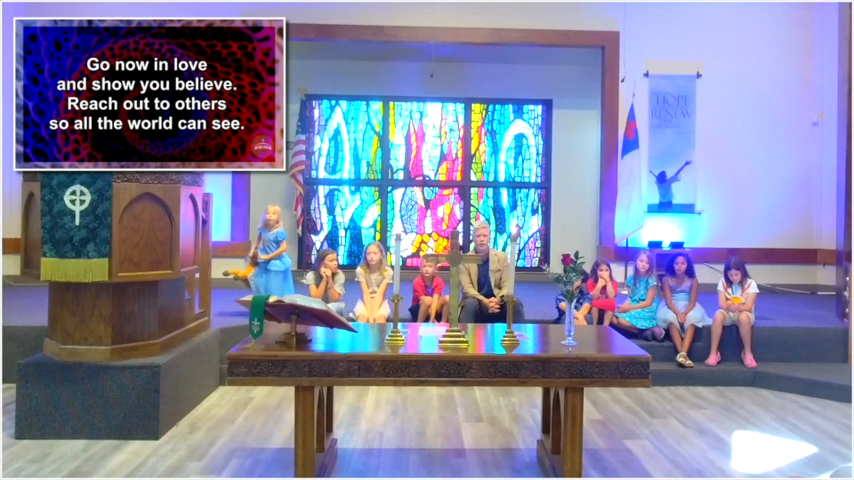 Go now in love
and show you believe.
Reach out to others
so all the world can see.
HOPE
RENEW